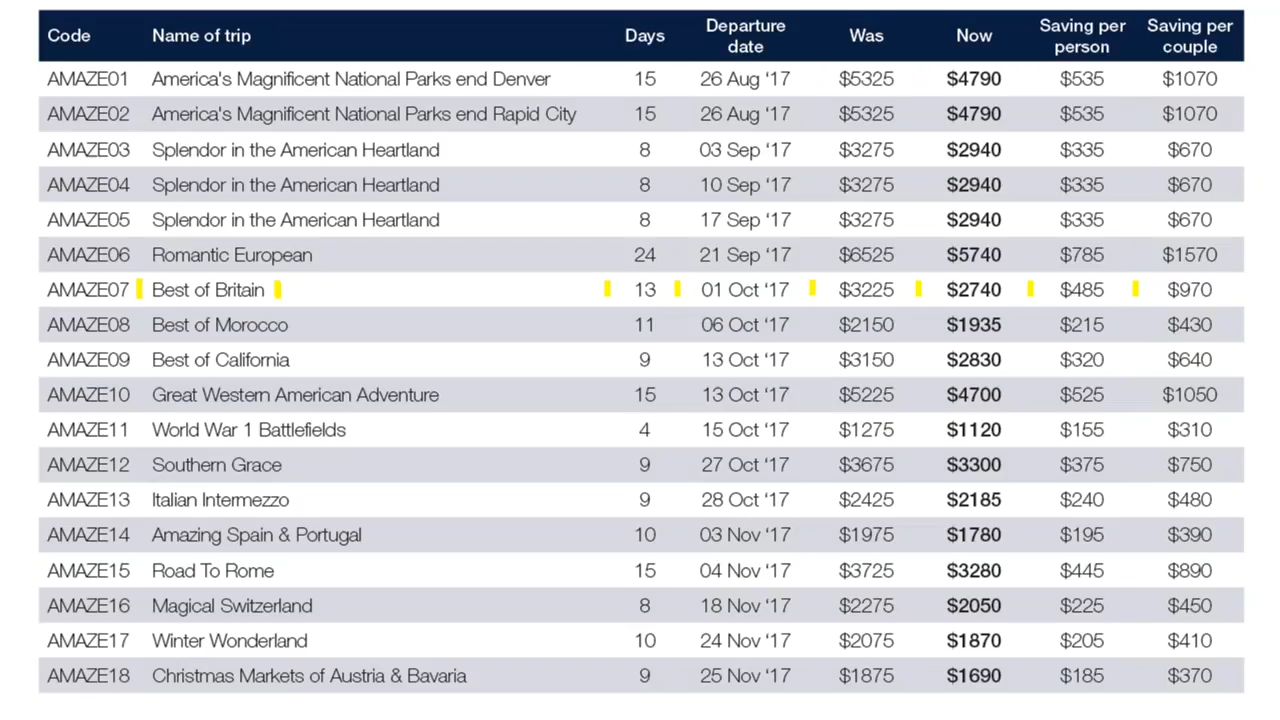 Code Name of trip Days Departure date Was Now Saving per person Saving per couple
AMAZE01 America's Magnificent National Parks end Denver 15 26 Aug ‘17 $5325 $4790 $535 $1070
AMAZE02 America's Magnificent National Parks end Rapid City 15 26 Aug ‘17 $5325 $4790 $535 $1070
AMAZE03 Splendor in the American Heartland 8 03 Sep ‘17 $3275 $2940 $335 $670
AMAZE04 Splendor in the American Heartland 8 10 Sep ‘17 $3275 $2940 $335 $670
AMAZE05 Splendor in the American Heartland 8 17 Sep ‘17 $3275 $2940 $335 $670
AMAZE06 Romantic European 24 21 Sep ‘17 $6525 $5740 $785 $1570
AMAZE07 Best of Britain 13 01 Oct ‘17 $3225 $2740 $485 $970
AMAZE08 Best of Morocco 11 06 Oct ‘17 $2150 $1935 $215 $430
AMAZE09 Best of California 9 13 Oct ‘17 $3150 $2830 $320 $640
AMAZE10 Great Western American Adventure 15 13 Oct ‘17 $5225 $4700 $525 $1050
AMAZE11 World War 1 Battlefields 4 15 Oct ‘17 $1275 $1120 $155 $310
AMAZE12 Southern Grace 9 27 Oct ‘17 $3675 $3300 $375 $750
AMAZE13 Italian Intermezzo 9 28 Oct ‘17 $2425 $2185 $240 $480
AMAZE14 Amazing Spain & Portugal 10 03 Nov ‘17 $1975 $1780 $195 $390
AMAZE15 Road To Rome 15 04 Nov ‘17 $3725 $3280 $445 $890
AMAZE16 Magical Switzerland 8 18 Nov ‘17 $2275 $2050 $225 $450
AMAZE17 Winter Wonderland 10 24 Nov ‘17 $2075 $1870 $205 $410
AMAZE18 Christmas Markets of Austria & Bavaria 9 25 Nov ‘17 $1875 $1690 $185 $370